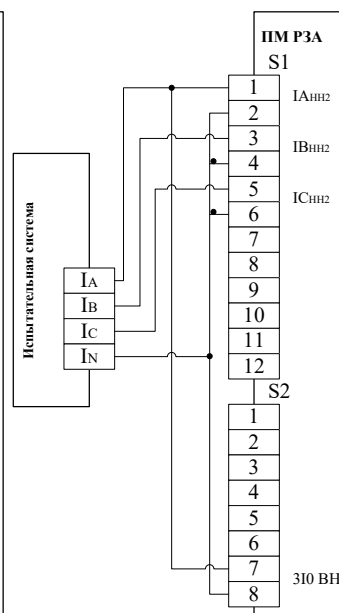 ПМ РЗА
S1
1 IAнн2
2
3 IBнн2
4
5 ICнн2
6
7
8
9
10
11
12
Испытательная система
IA
IB
IC
IN
S2
1
2
3
4
5
6
7 3I0 ВН
8